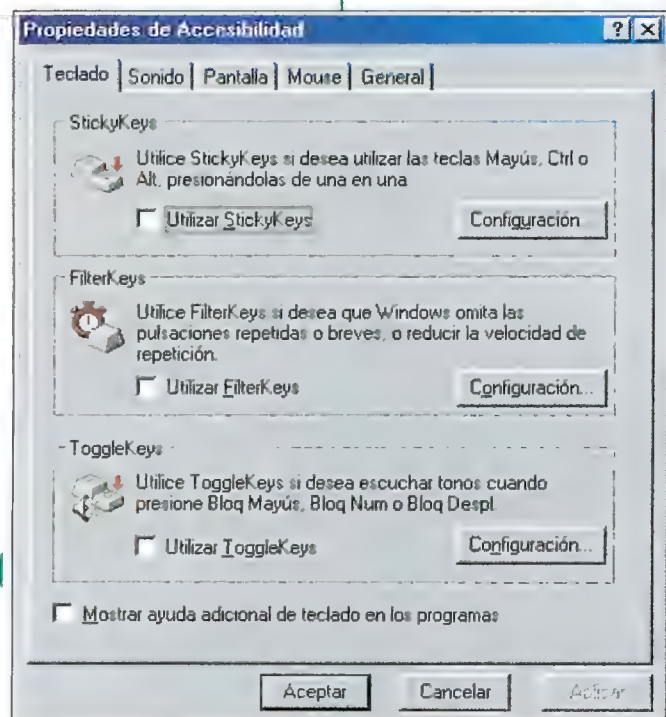 Propiedades de Accesibilidad
Teclado Sonido Pantalla Mouse General
StickyKeys
Utilice StickyKeys si desea utilizar las teclas Mayús, Ctrl o
Alt, presionándolas de una en una
Utilizar StickyKeys
Configuración
FilterKeys
Utilice FilterKeys si desea que Windows omita las
pulsaciones repetidas o breves, o reducir la velocidad de
repetición.
Utilizar FilterKeys
Configuración...
ToggleKeys
Utilice ToggleKeys si desea escuchar tonos cuando
presione Bloq Mayús, Bloq Num o Bloq Despl
Utilizar ToggleKeys
Configuración...
Mostrar ayuda adicional de teclado en los programas
Aceptar Cancelar Aplicar